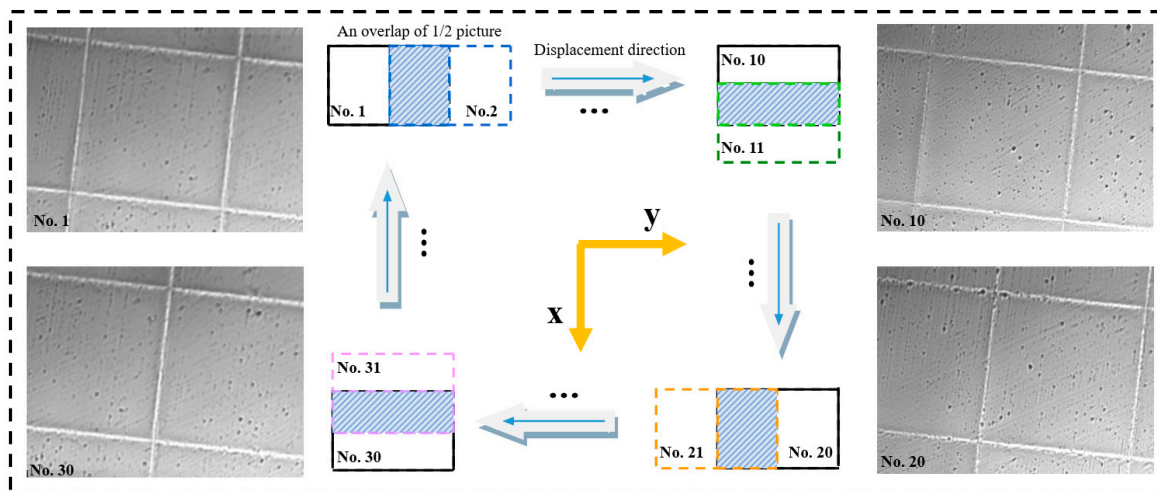 An overlap of 1/2 picture
Displacement direction
No. 1
No.2
...
No. 10
No. 11
No. 1
No. 10
...
y
...
x
No. 31
No. 30
...
No. 21
No. 20
No. 30
No. 20